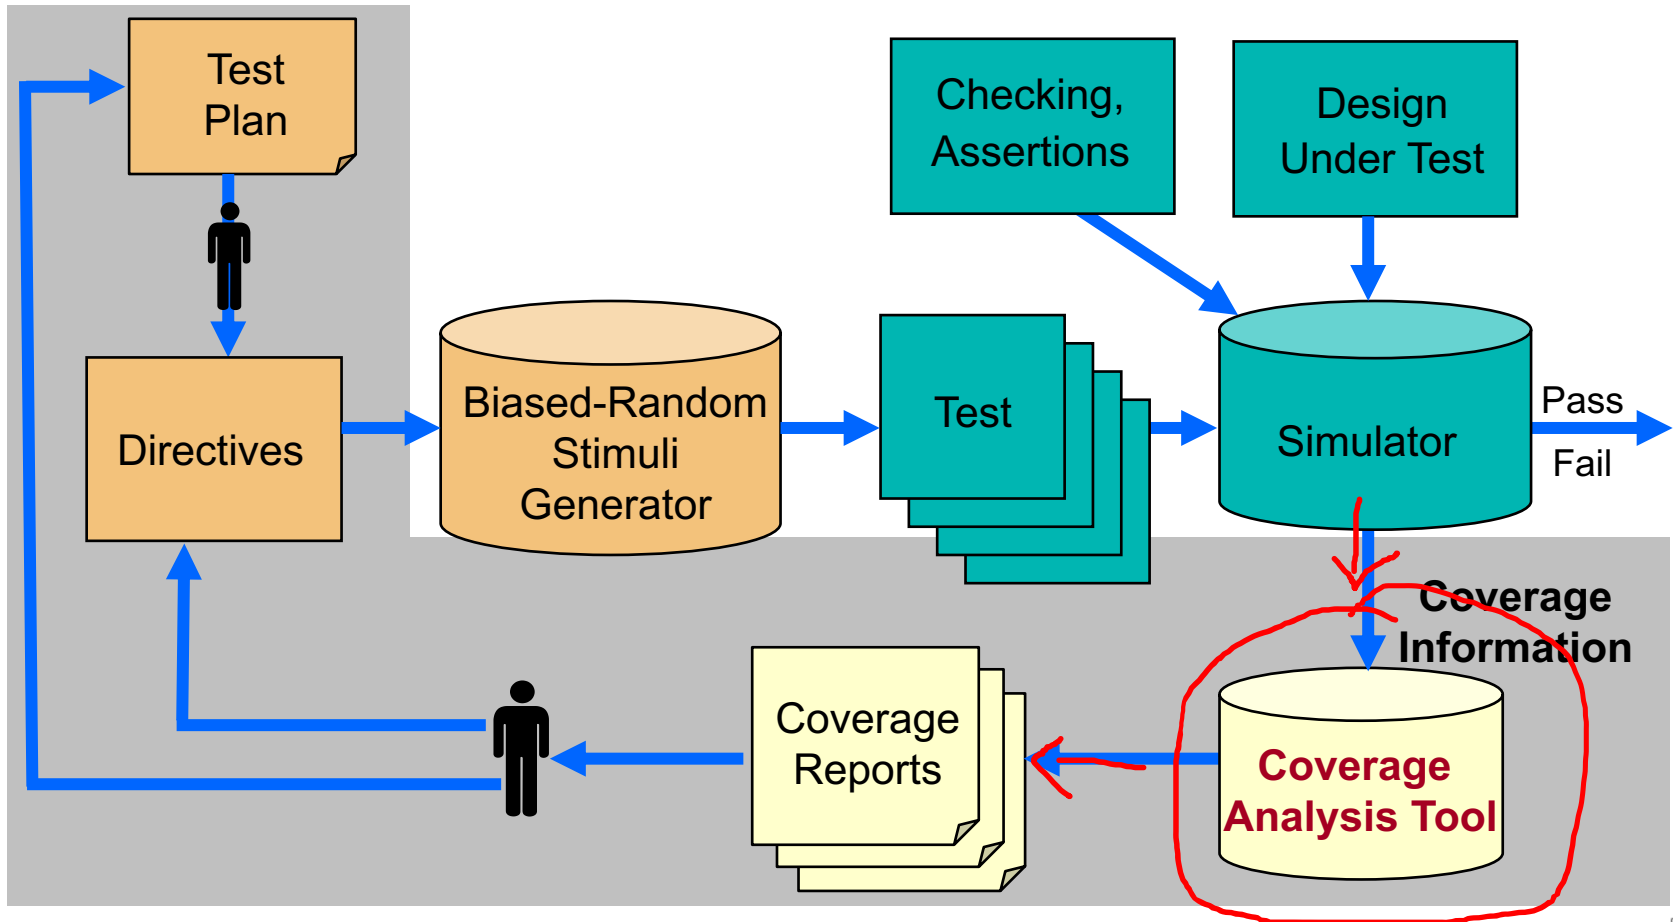 Test
Plan
Checking,
Assertions
Design
Under Test
Directives
Biased-Random
Stimuli
Generator
Test
Simulator
Pass
Fail
Coverage
Information
Coverage
Reports
Coverage
Analysis Tool